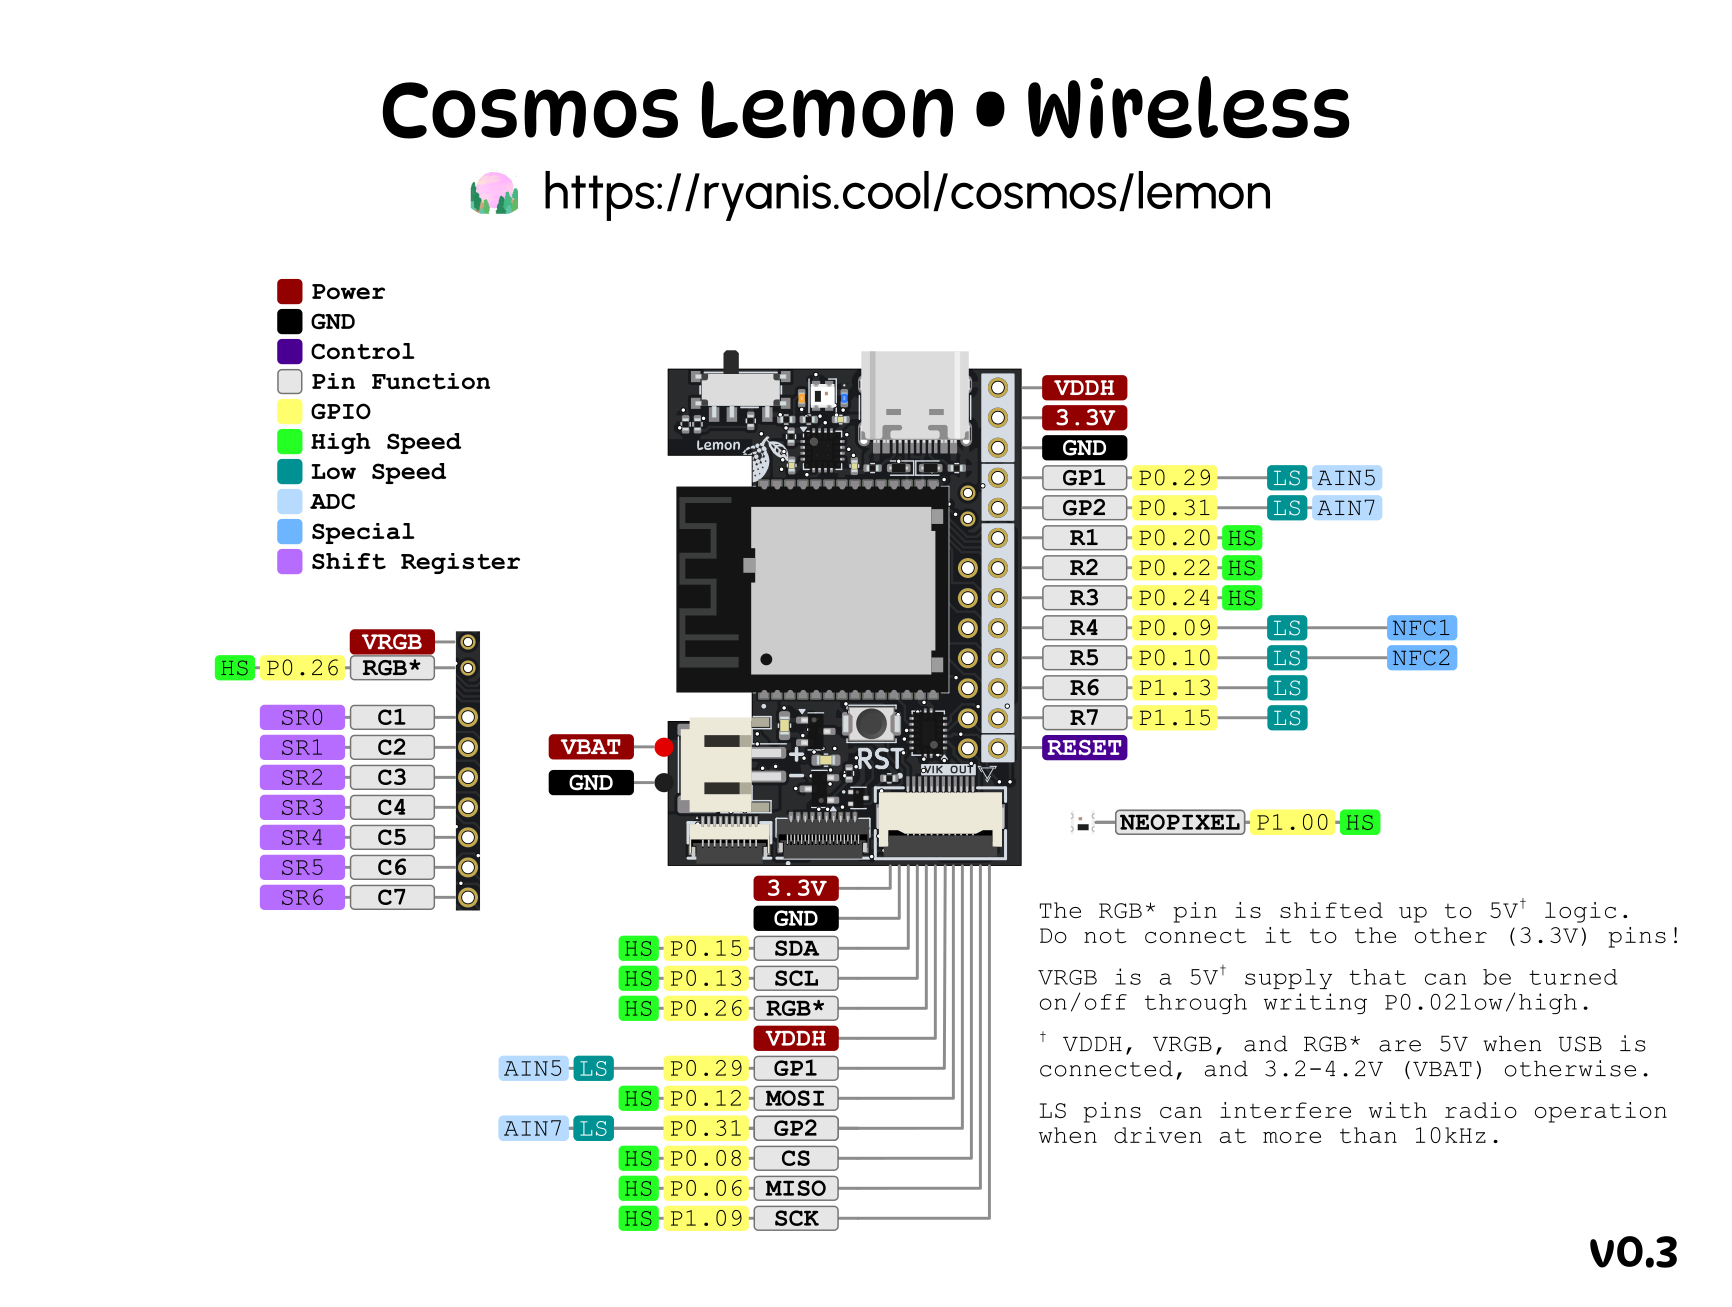 Cosmos Lemon • Wireless
https://ryanis.cool/cosmos/lemon
Power
GND
Control
Pin Function
GPIO
High Speed
Low Speed
ADC
Special
Shift Register
VRGB
HS P0.26 RGB*
SR0 C1
SR1 C2
SR2 C3
SR3 C4
SR4 C5
SR5 C6
SR6 C7
VBAT
GND
Lemon
+
RST
-
VIK OUT
VDDH
3.3V
GND
GP1 P0.29 LS AIN5
GP2 P0.31 LS AIN7
R1 P0.20 HS
R2 P0.22 HS
R3 P0.24 HS
R4 P0.09 LS NFC1
R5 P0.10 LS NFC2
R6 P1.13 LS
R7 P1.15 LS
RESET
NEOPIXEL P1.00 HS
3.3V
GND
HS P0.15 SDA
HS P0.13 SCL
HS P0.26 RGB*
VDDH
AIN5 LS P0.29 GP1
HS P0.12 MOSI
AIN7 LS P0.31 GP2
HS P0.08 CS
HS P0.06 MISO
HS P1.09 SCK
The RGB* pin is shifted up to 5V† logic.
Do not connect it to the other (3.3V) pins!
VRGB is a 5V† supply that can be turned
on/off through writing P0.02low/high.
† VDDH, VRGB, and RGB* are 5V when USB is
connected, and 3.2-4.2V (VBAT) otherwise.
LS pins can interfere with radio operation
when driven at more than 10kHz.
v0.3